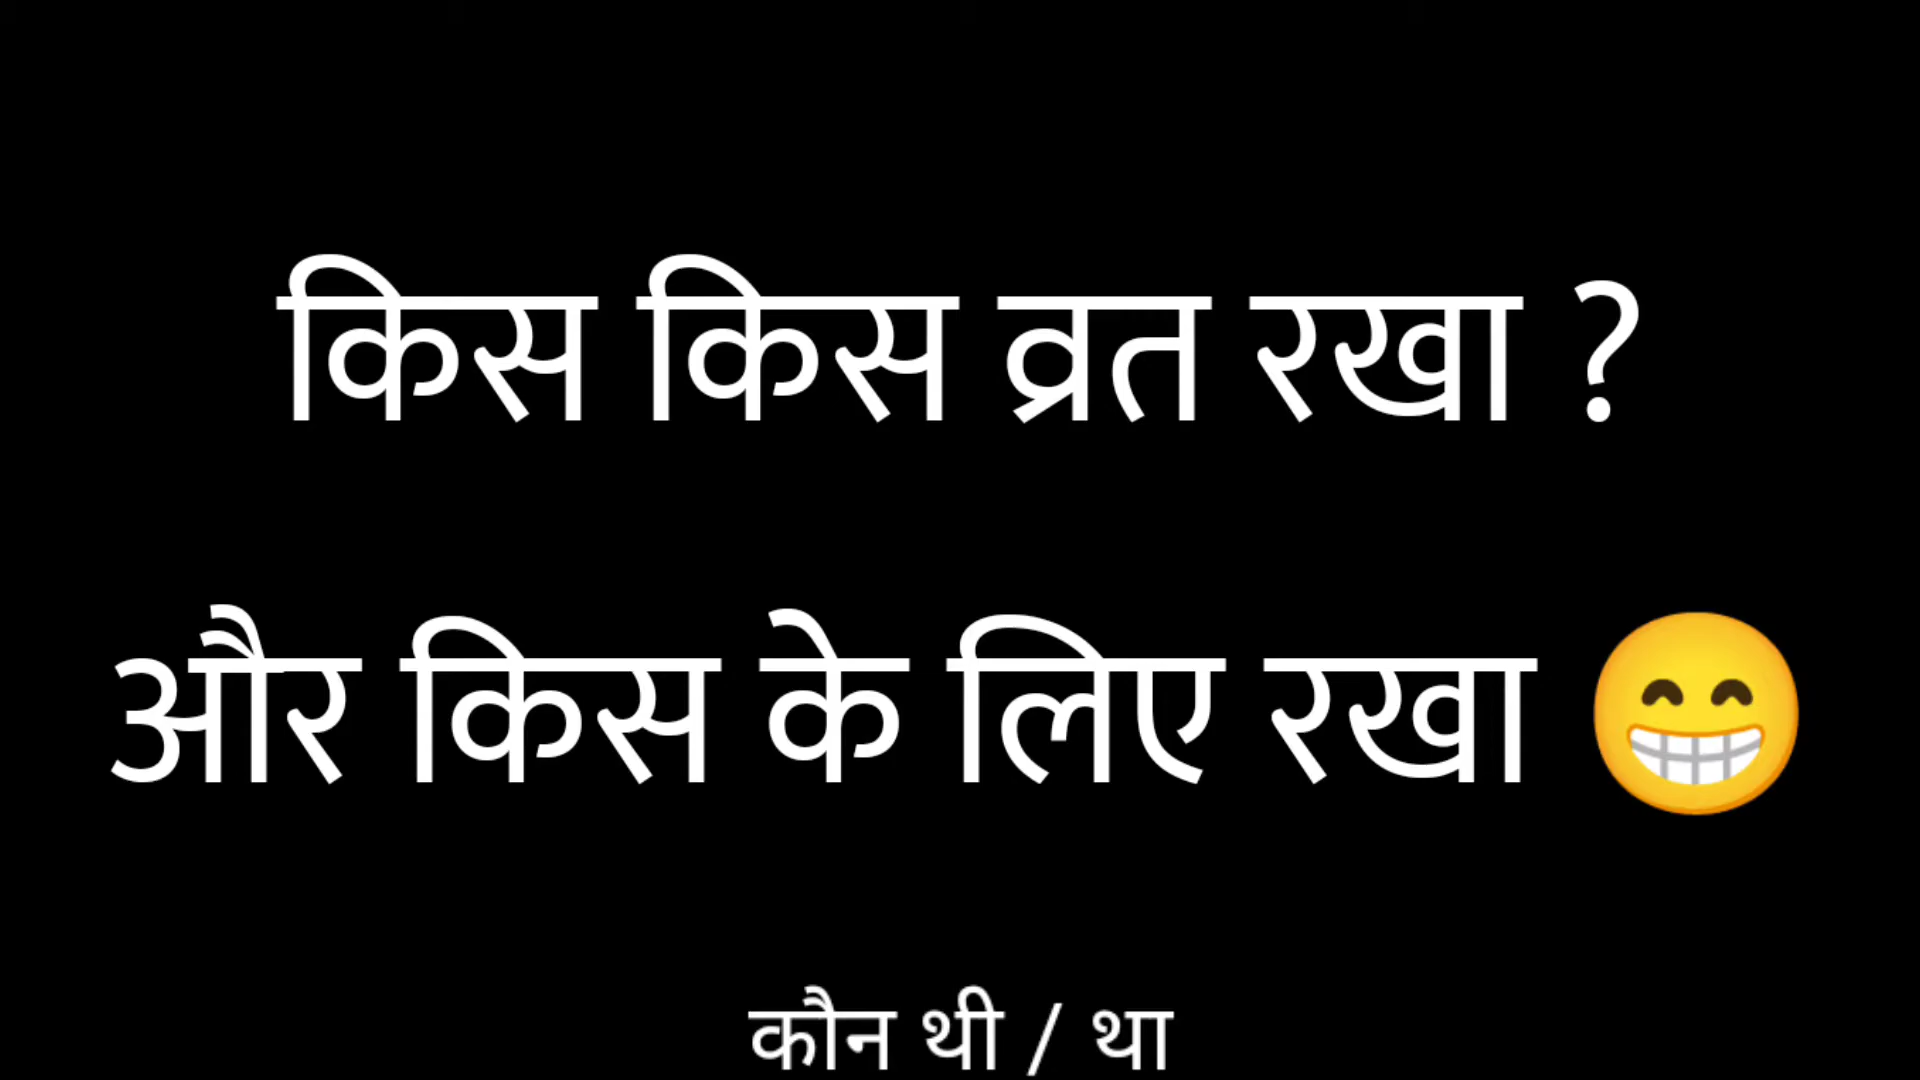 किस किस व्रत रखा ?
और किस के लिए रखा 😁
कौन थी / था